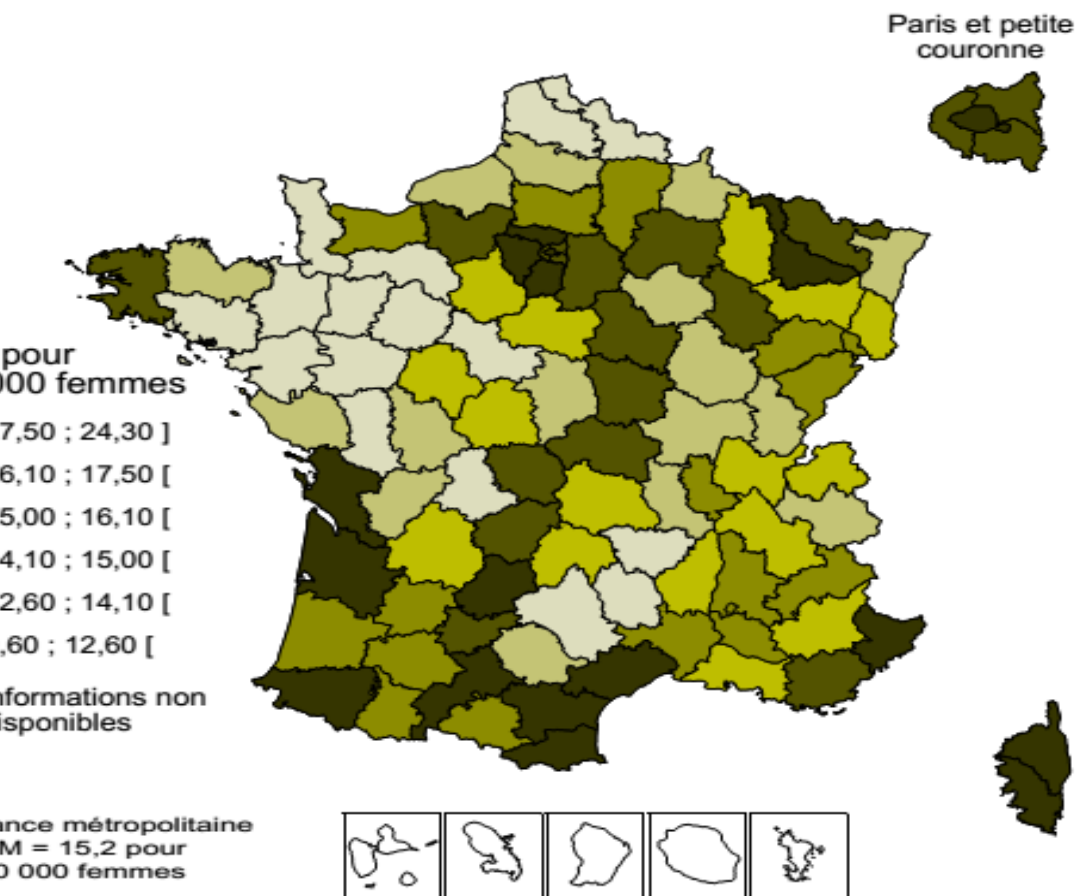 Paris et petite
couronne
pour
000 femmes
7,50 ; 24,30 ]
6,10 ; 17,50 [
5,00 ; 16,10 [
4,10 ; 15,00 [
2,60 ; 14,10 [
,60 ; 12,60 [
nformations non
isponibles
ance métropolitaine
M = 15,2 pour
0 000 femmes